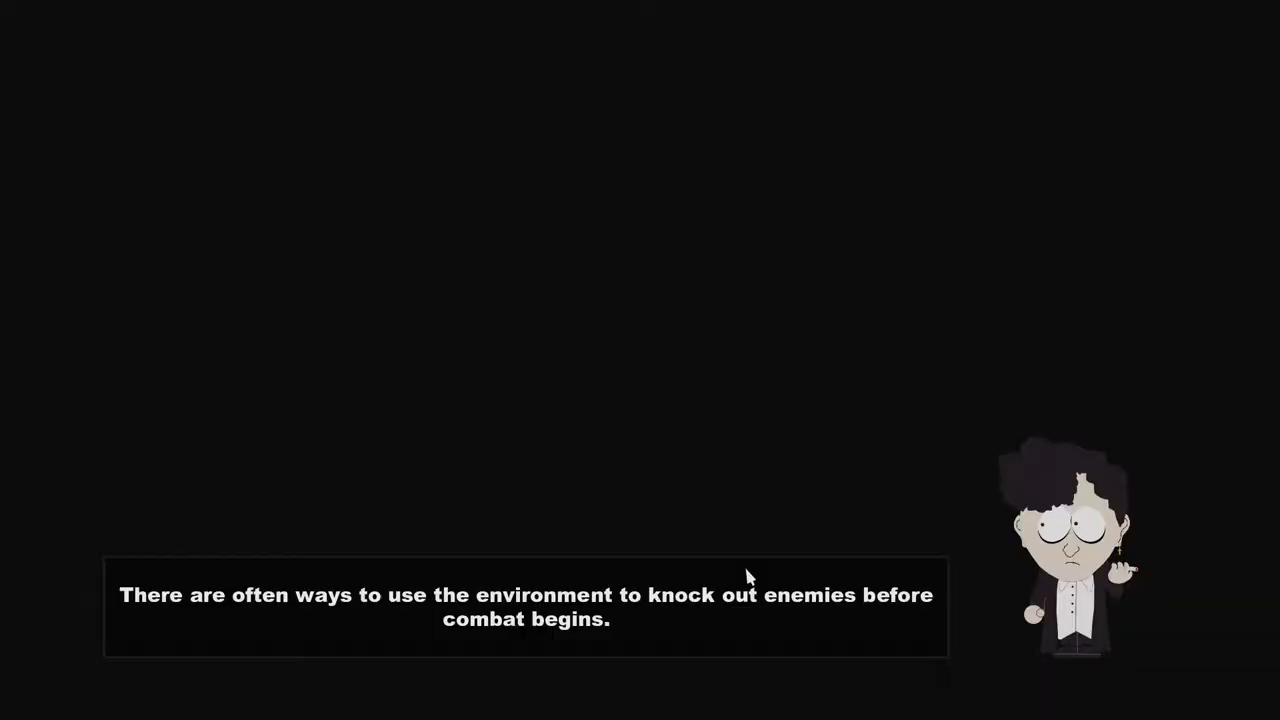 There are often ways to use the environment to knock out enemies before
combat begins.